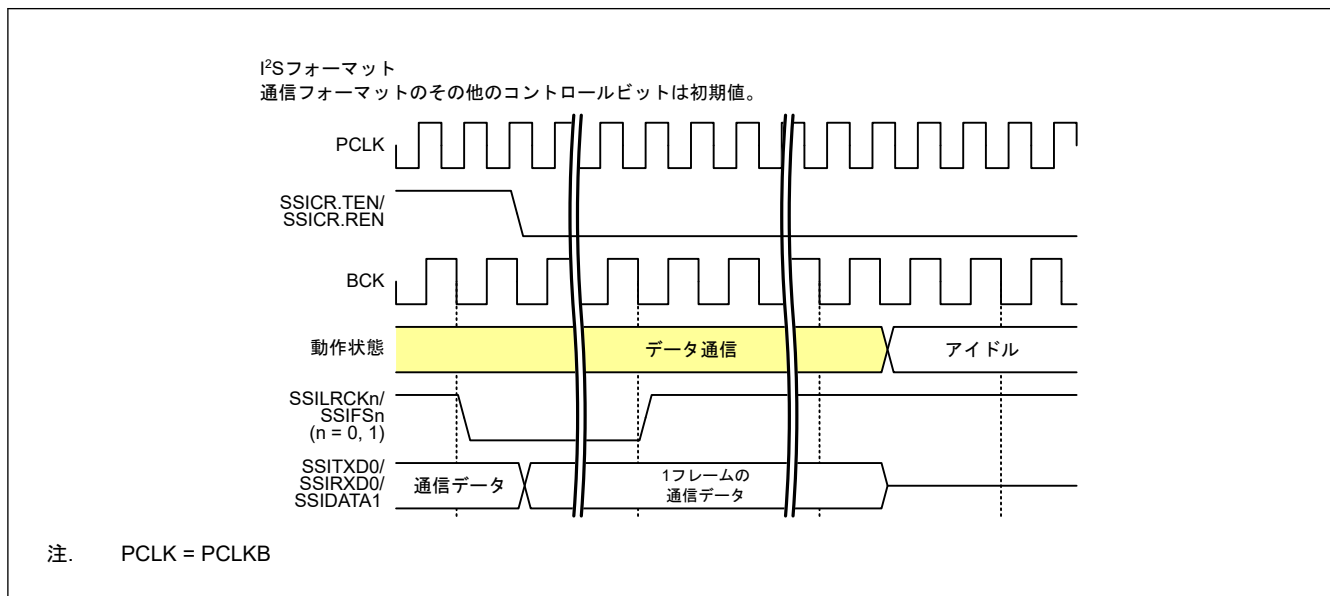 I²Sフォーマット
通信フォーマットのその他のコントロールビットは初期値。
PCLK
SSICR.TEN/
SSICR.REN
BCK
動作状態
データ通信
アイドル
SSILRCKn/
SSIFSn
(n = 0, 1)
SSITXD0/
SSIRXD0/
SSIDATA1
通信データ
1フレームの
通信データ
注. PCLK = PCLKB